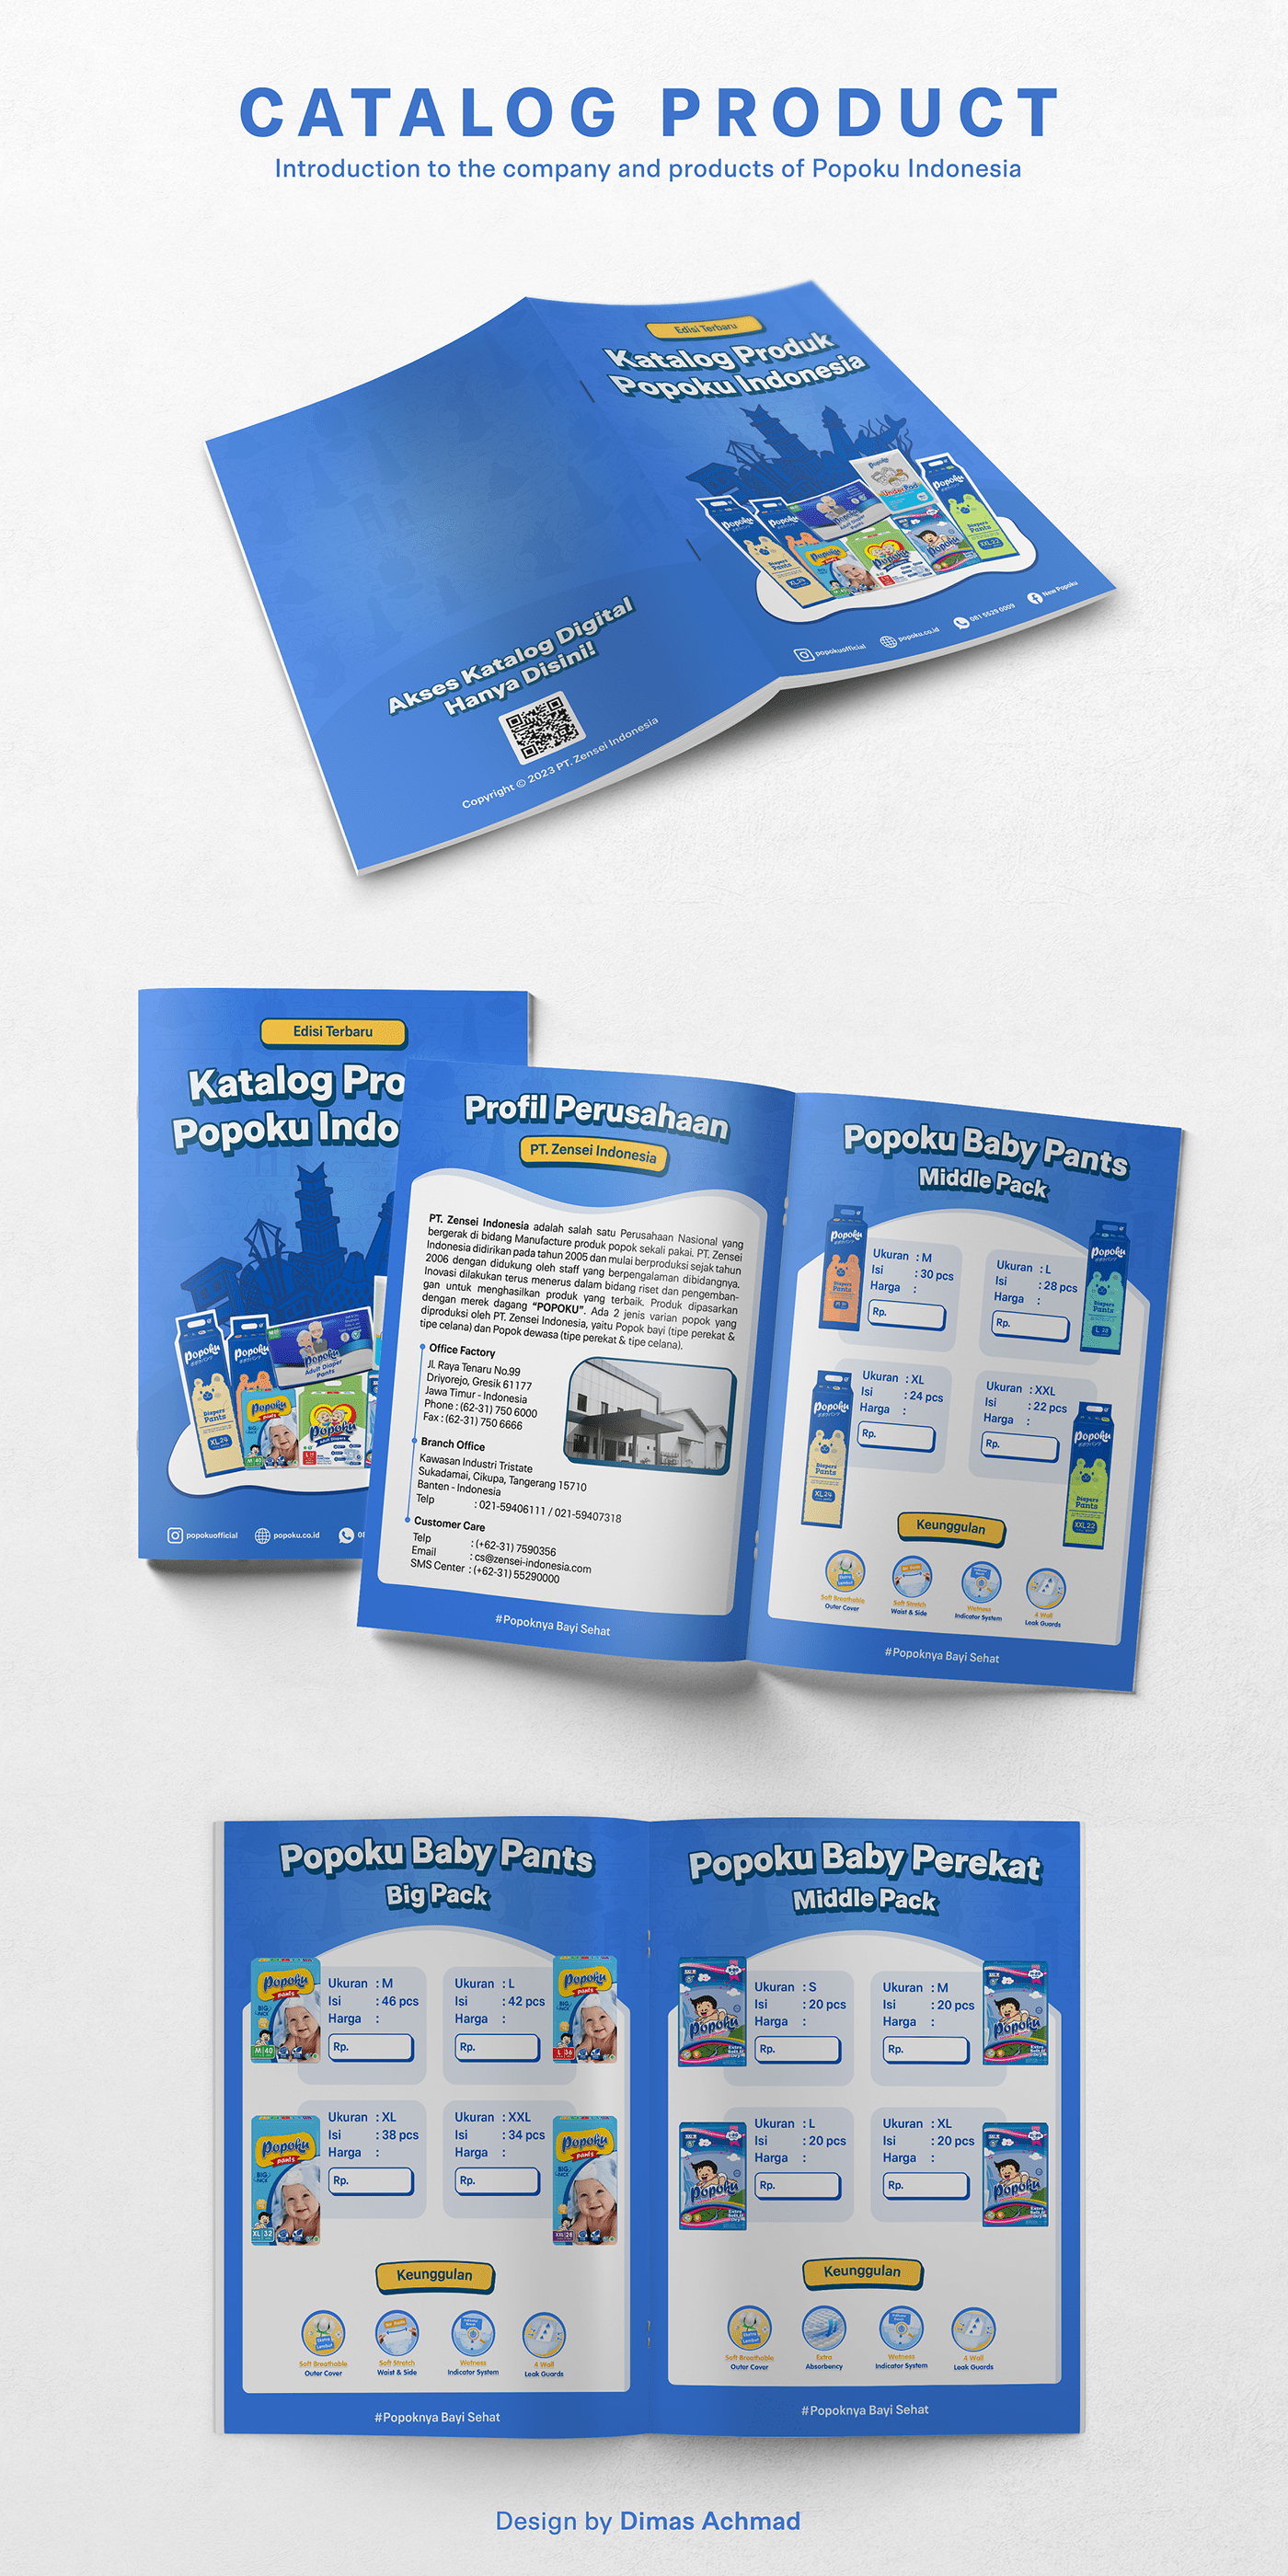 CATALOG PRODUCT
Introduction to the company and products of Popoku Indonesia
Edisi Terbaru
Katalog Produk
Popoku Indonesia
popokuofficial
popoku.co.id
081 5529 0009
New Popoku
Akses Katalog Digital
Hanya Disini!
Copyright © 2023 PT. Zensei Indonesia
Edisi Terbaru
Katalog Pro
Popoku Indo
Popoku
Adult Diaper
Pants
Diapers
Pants
XL24
popokuofficial
popoku.co.id
Profil Perusahaan
PT. Zensei Indonesia
PT. Zensei Indonesia adalah salah satu Perusahaan Nasional yang
bergerak di bidang Manufacture produk popok sekali pakai. PT. Zensei
Indonesia didirikan pada tahun 2005 dan mulai berproduksi sejak tahun
2006 dengan didukung oleh staff yang berpengalaman dibidangnya.
Inovasi dilakukan terus menerus dalam bidang riset dan pengemban-
gan untuk menghasilkan produk yang terbaik. Produk dipasarkan
dengan merek dagang “POPOKU”. Ada 2 jenis varian popok yang
diproduksi oleh PT. Zensei Indonesia, yaitu Popok bayi (tipe perekat &
tipe celana) dan Popok dewasa (tipe perekat & tipe celana).
Office Factory
Jl. Raya Tenaru No.99
Driyorejo, Gresik 61177
Jawa Timur - Indonesia
Phone : (62-31) 750 6000
Fax : (62-31) 750 6666
Branch Office
Kawasan Industri Tristate
Sukadamai, Cikupa, Tangerang 15710
Banten - Indonesia
Telp : 021-59406111 / 021-59407318
Customer Care
Telp : (+62-31) 7590356
Email : cs@zensei-indonesia.com
SMS Center : (+62-31) 55290000
#Popoknya Bayi Sehat
Popoku Baby Pants
Middle Pack
Ukuran : M
Isi : 30 pcs
Harga :
Rp.
Ukuran : L
Isi : 28 pcs
Harga :
Rp.
Ukuran : XL
Isi : 24 pcs
Harga :
Rp.
Ukuran : XXL
Isi : 22 pcs
Harga :
Rp.
Keunggulan
Soft Breathable
Outer Cover
Soft Stretch
Waist & Side
Wetness
Indicator System
4 Wall
Leak Guards
#Popoknya Bayi Sehat
Popoku Baby Pants
Big Pack
Ukuran : M
Isi : 46 pcs
Harga :
Rp.
Ukuran : L
Isi : 42 pcs
Harga :
Rp.
Ukuran : XL
Isi : 38 pcs
Harga :
Rp.
Ukuran : XXL
Isi : 34 pcs
Harga :
Rp.
Keunggulan
Soft Breathable
Outer Cover
Soft Stretch
Waist & Side
Wetness
Indicator System
4 Wall
Leak Guards
#Popoknya Bayi Sehat
Popoku Baby Perekat
Middle Pack
Ukuran : S
Isi : 20 pcs
Harga :
Rp.
Ukuran : M
Isi : 20 pcs
Harga :
Rp.
Ukuran : L
Isi : 20 pcs
Harga :
Rp.
Ukuran : XL
Isi : 20 pcs
Harga :
Rp.
Keunggulan
Soft Breathable
Outer Cover
Extra
Absorbency
Wetness
Indicator System
4 Wall
Leak Guards
#Popoknya Bayi Sehat
Design by Dimas Achmad